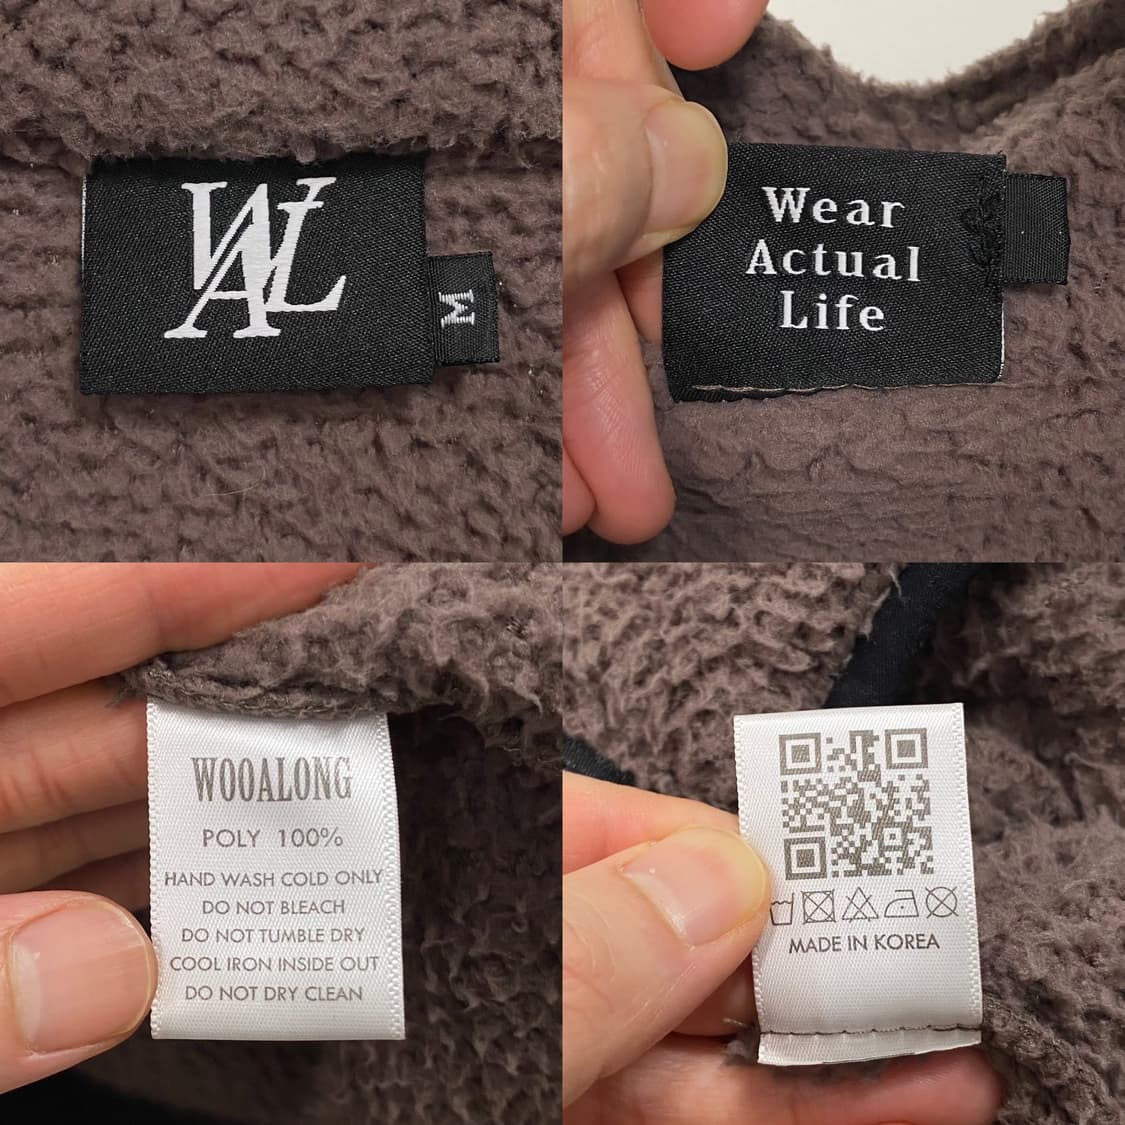 WAL
M
Wear
Actual
Life
WOOALONG
POLY 100%
HAND WASH COLD ONLY
DO NOT BLEACH
DO NOT TUMBLE DRY
COOL IRON INSIDE OUT
DO NOT DRY CLEAN
MADE IN KOREA